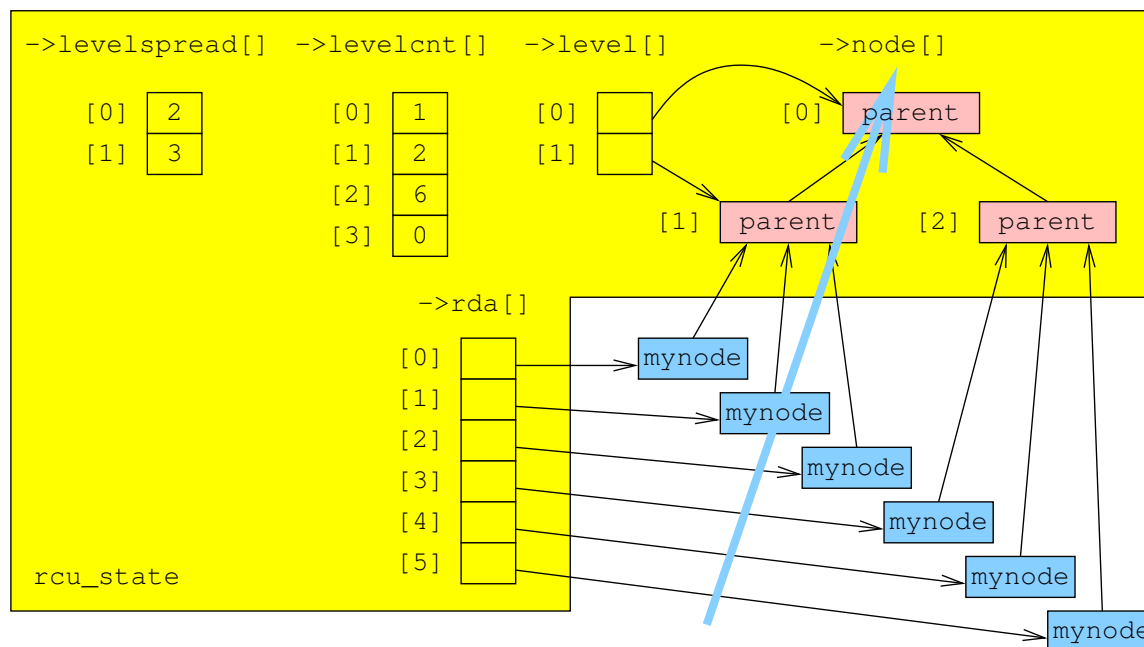 ->levelspread[] ->levelcnt[] ->level[] ->node[]
[0] 2 [0] 1 [0] [0] parent
[1] 3 [1] 2 [1]
[2] 6 [1] parent [2] parent
[3] 0
->rda[]
[0] mynode
[1] mynode
[2] mynode
[3] mynode
[4] mynode
[5] mynode
rcu_state